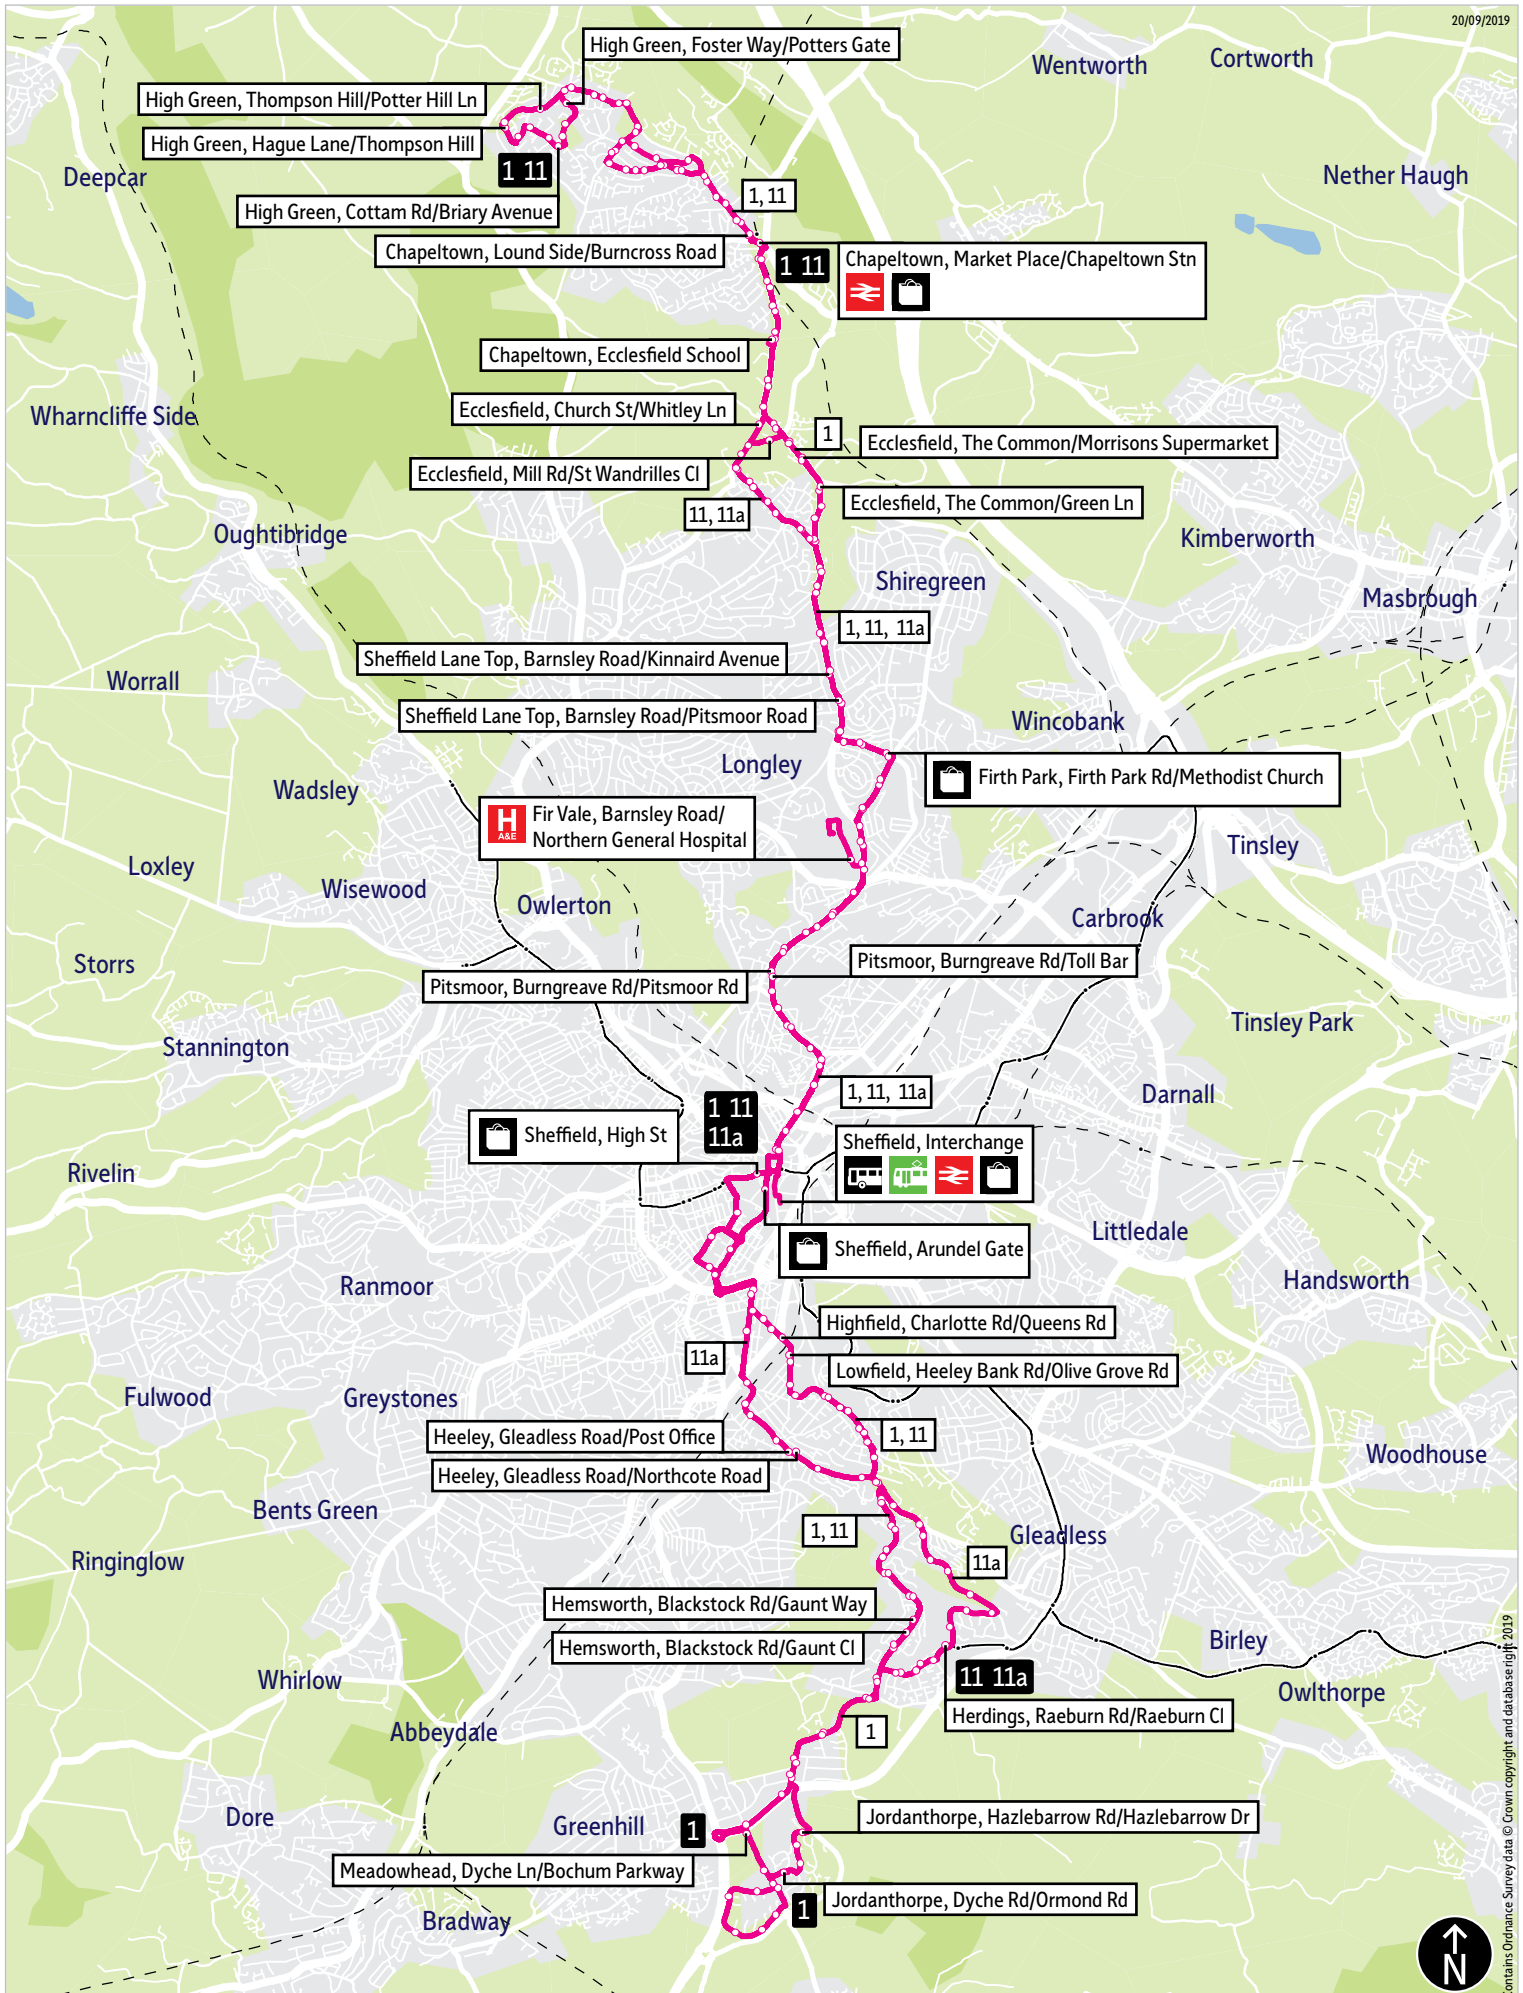 20/09/2019
High Green, Foster Way/Potters Gate
Wentworth
Cortworth
High Green, Thompson Hill/Potter Hill Ln
High Green, Hague Lane/Thompson Hill
Deepcar
1 11
Nether Haugh
1, 11
High Green, Cottam Rd/Briary Avenue
Chapeltown, Lound Side/Burncross Road
1 11
Chapeltown, Market Place/Chapeltown Stn
Chapeltown, Ecclesfield School
Wharncliffe Side
Ecclesfield, Church St/Whitley Ln
1
Ecclesfield, The Common/Morrisons Supermarket
Ecclesfield, Mill Rd/St Wandrilles Cl
Ecclesfield, The Common/Green Ln
11, 11a
Oughtibridge
Kimberworth
Shiregreen
Masbrough
1, 11, 11a
Sheffield Lane Top, Barnsley Road/Kinnaird Avenue
Worrall
Sheffield Lane Top, Barnsley Road/Pitsmoor Road
Wincobank
Longley
Firth Park, Firth Park Rd/Methodist Church
Wadsley
H
A&E
Fir Vale, Barnsley Road/
Northern General Hospital
Tinsley
Loxley
Wisewood
Owlerton
Carbrook
Storrs
Pitsmoor, Burngreave Rd/Toll Bar
Pitsmoor, Burngreave Rd/Pitsmoor Rd
Tinsley Park
Stannington
1, 11, 11a
Darnall
1 11
11a
Sheffield, High St
Sheffield, Interchange
Rivelin
Littledale
Sheffield, Arundel Gate
Ranmoor
Handsworth
Highfield, Charlotte Rd/Queens Rd
11a
Lowfield, Heeley Bank Rd/Olive Grove Rd
Fulwood
Greystones
Heeley, Gleadless Road/Post Office
1, 11
Woodhouse
Heeley, Gleadless Road/Northcote Road
Bents Green
1, 11
Gleadless
Ringinglow
11a
Hemsworth, Blackstock Rd/Gaunt Way
Hemsworth, Blackstock Rd/Gaunt Cl
Birley
Whirlow
11 11a
Owlthorpe
Herdings, Raeburn Rd/Raeburn Cl
Abbeydale
1
Dore
Greenhill
1
Jordanthorpe, Hazlebarrow Rd/Hazlebarrow Dr
Meadowhead, Dyche Ln/Bochum Parkway
1
Jordanthorpe, Dyche Rd/Ormond Rd
Bradway
N
Contains Ordnance Survey data © Crown copyright and database right 2019